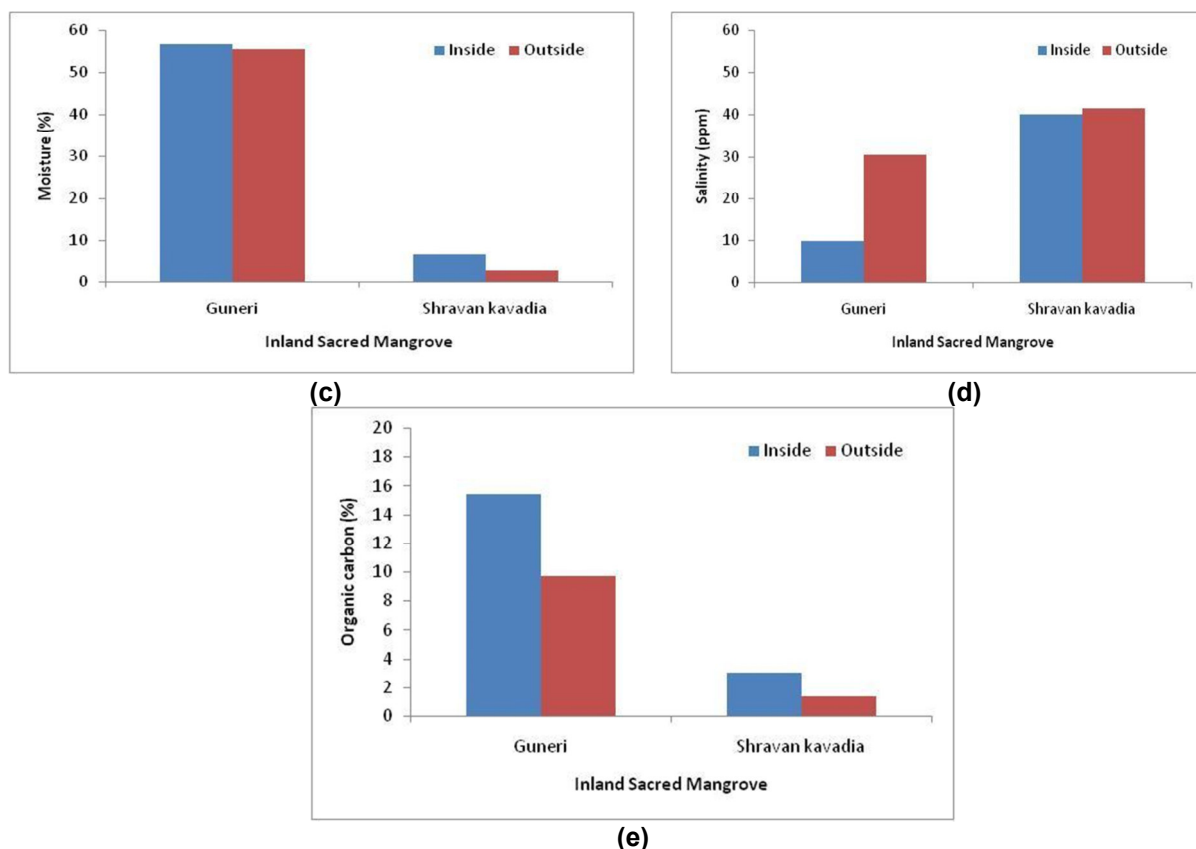 60
50
40
30
20
10
0
Moisture (%)
Inside Outside
Guneri Shravan kavadia
Inland Sacred Mangrove
(c)
60
50
40
30
20
10
0
Salinity (ppm)
Inside Outside
Guneri Shravan kavadia
Inland Sacred Mangrove
(d)
20
18
16
14
12
10
8
6
4
2
0
Organic carbon (%)
Inside Outside
Guneri Shravan kavadia
Inland Sacred Mangrove
(e)